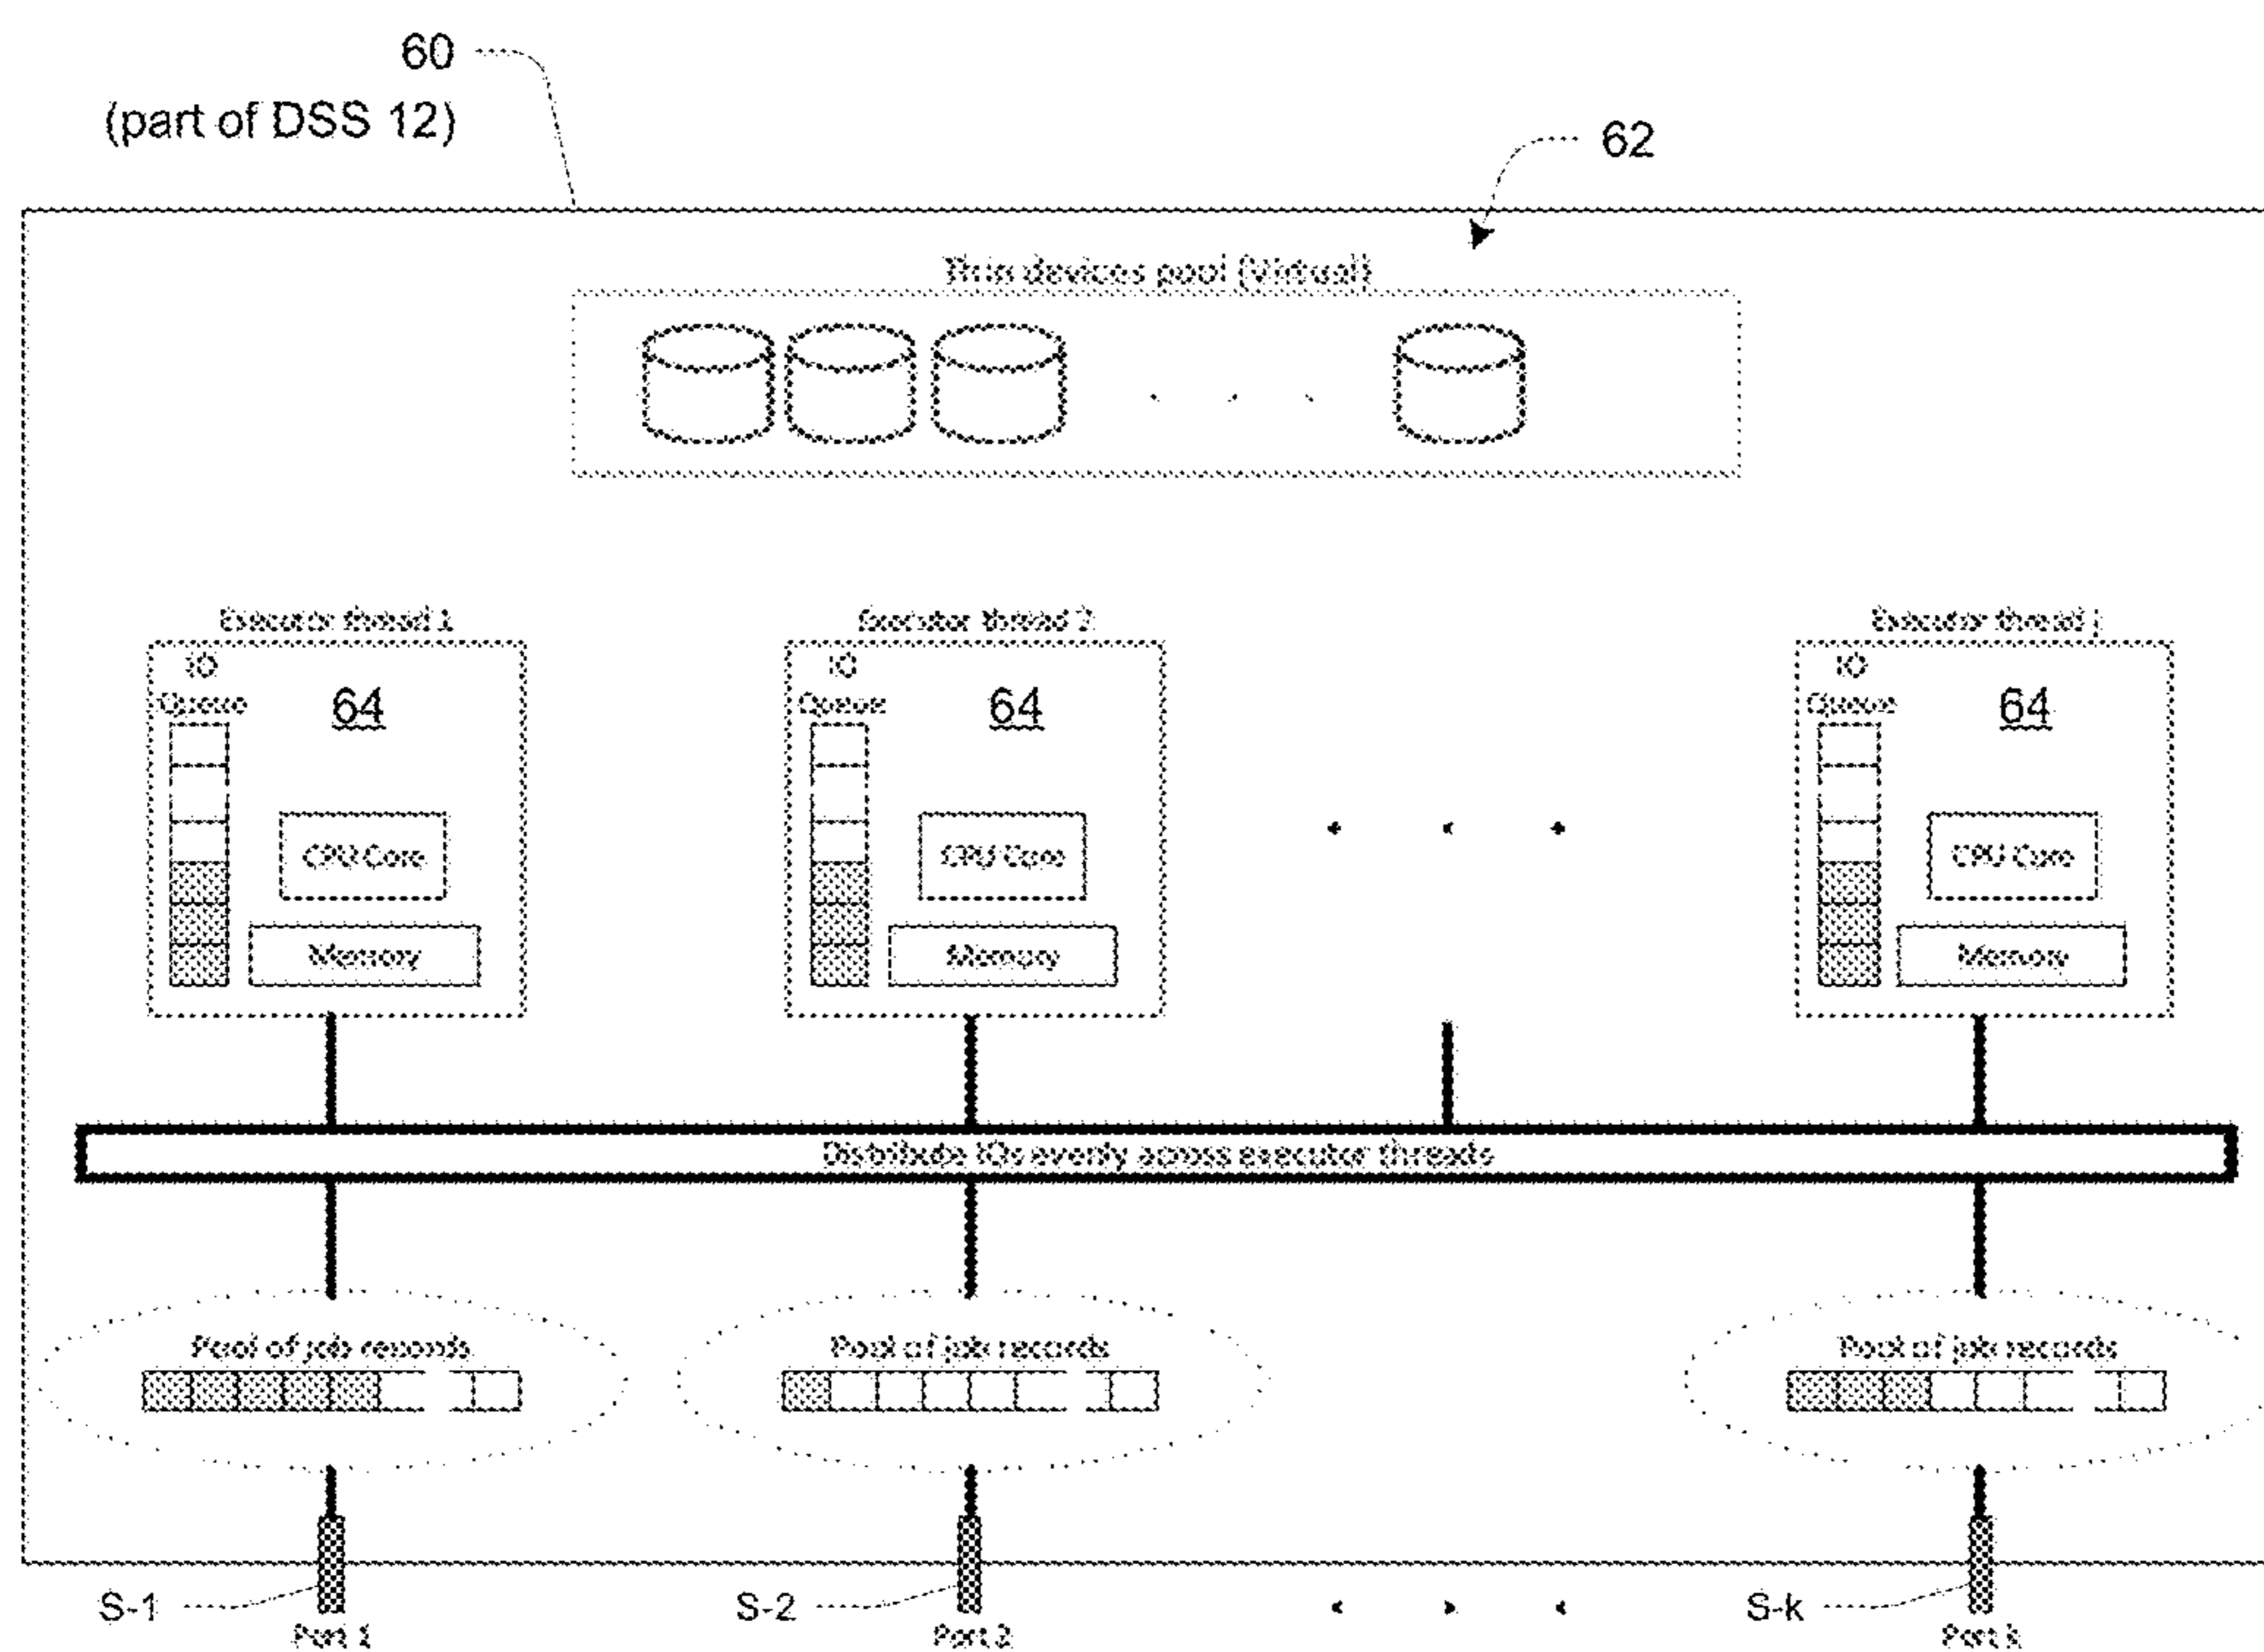 60
(part of DSS 12)
62
Thin devices pool (Virtual)
Executor thread 1
Executor thread 2
Executor thread j
IO
Queue
64
CPU Core
Memory
IO
Queue
64
CPU Core
Memory
IO
Queue
64
CPU Core
Memory
Distribute IOs evenly across executor threads
Pool of job records
Pool of job records
Pool of job records
S-1
Port 1
S-2
Port 2
S-k
Port k